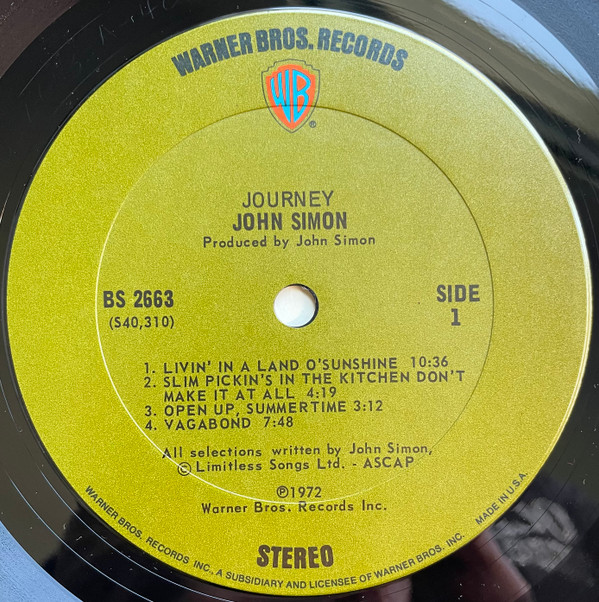 WARNER BROS. RECORDS
WB
®
JOURNEY
JOHN SIMON
Produced by John Simon
BS 2663
(S40,310)
SIDE
1
1. LIVIN' IN A LAND O'SUNSHINE 10:36
2. SLIM PICKIN'S IN THE KITCHEN DON'T
MAKE IT AT ALL 4:19
3. OPEN UP, SUMMERTIME 3:12
4. VAGABOND 7:48
All selections written by John Simon,
© Limitless Songs Ltd. - ASCAP
℗1972
Warner Bros. Records Inc.
STEREO
WARNER BROS. RECORDS INC., A SUBSIDIARY AND LICENSEE OF WARNER BROS. INC. MADE IN U.S.A.